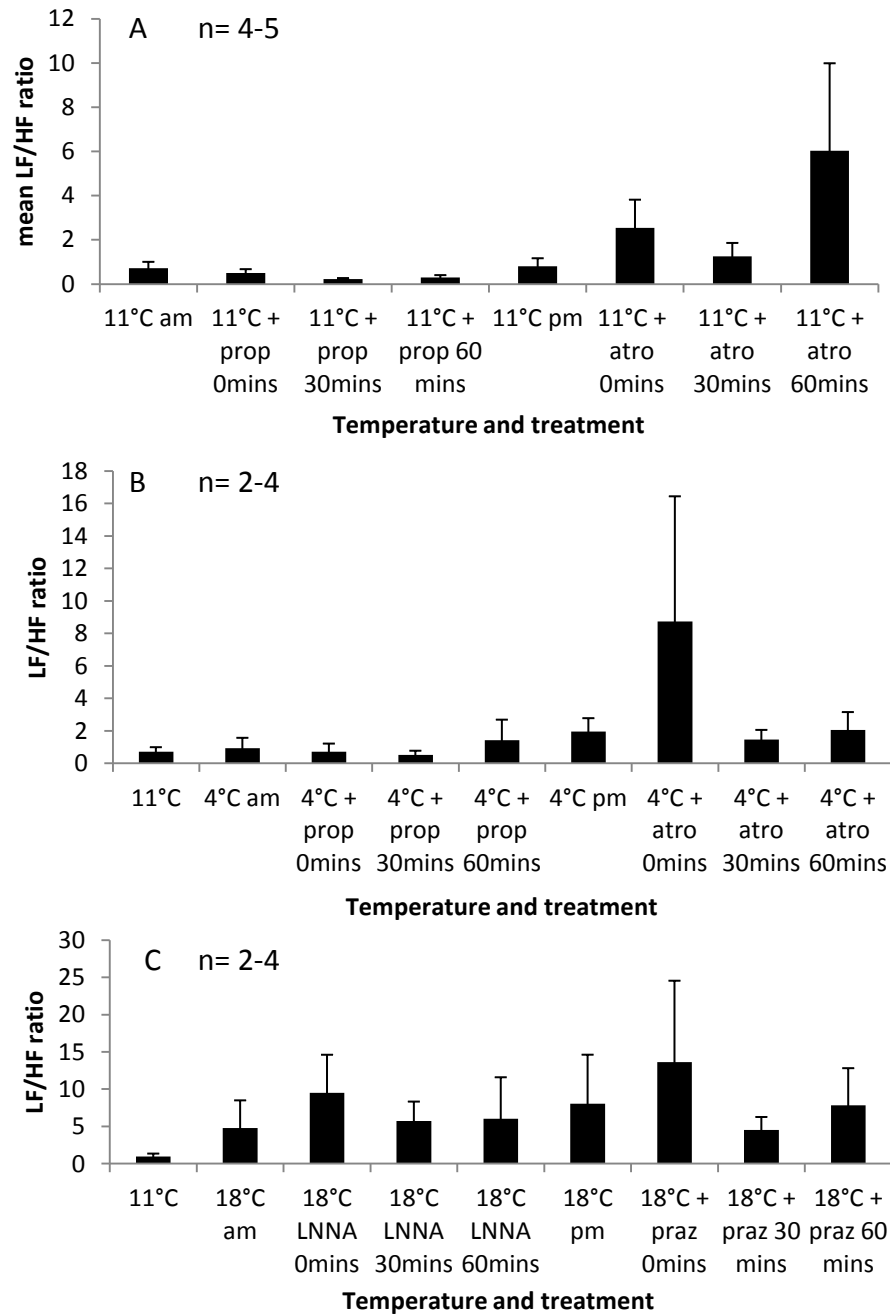 A n= 4-5
mean LF/HF ratio
12
10
8
6
4
2
0
11°C am 11°C + 11°C + 11°C + 11°C pm 11°C + 11°C + 11°C +
prop prop prop 60 atro atro atro
0mins 30mins mins 0mins 30mins 60mins
Temperature and treatment
B n= 2-4
LF/HF ratio
18
16
14
12
10
8
6
4
2
0
11°C 4°C am 4°C + 4°C + 4°C + 4°C pm 4°C + 4°C + 4°C +
prop prop prop atro atro atro
0mins 30mins 60mins 0mins 30mins 60mins
Temperature and treatment
C n= 2-4
LF/HF ratio
30
25
20
15
10
5
0
11°C 18°C 18°C 18°C 18°C 18°C 18°C + 18°C + 18°C +
am LNNA LNNA LNNA pm praz praz 30 praz 60
0mins 30mins 60mins 0mins mins mins
Temperature and treatment